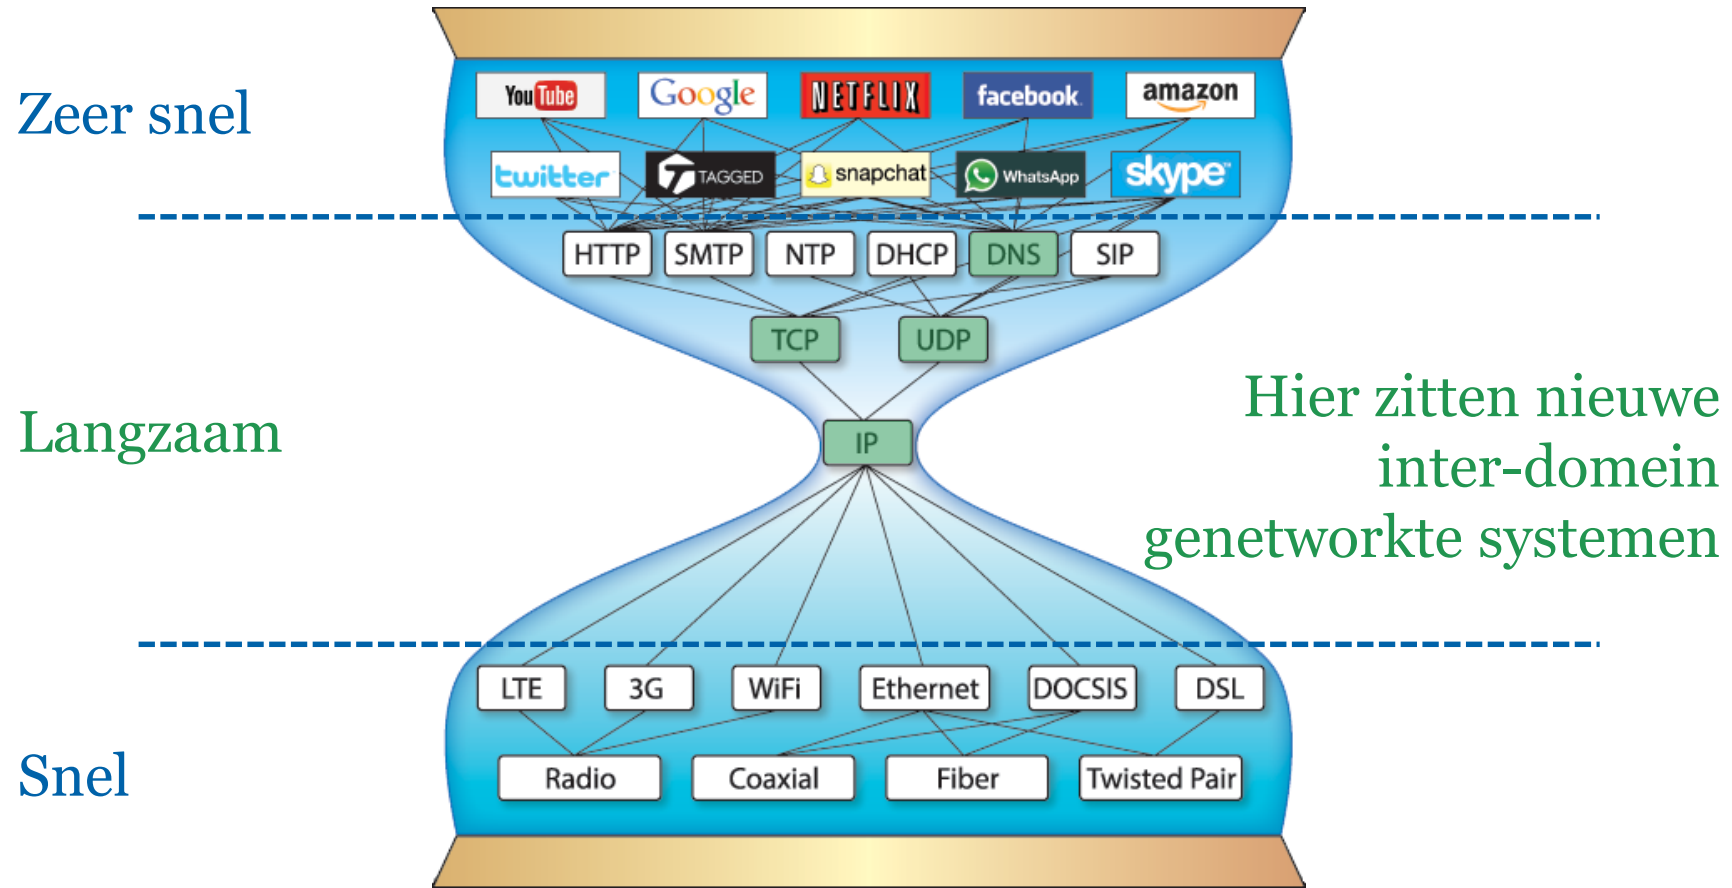 Zeer snel
YouTube Google NETFLIX facebook. amazon
twitter TAGGED snapchat WhatsApp skype™
HTTP SMTP NTP DHCP DNS SIP
TCP UDP
Langzaam
IP
Hier zitten nieuwe
inter-domein
genetworkte systemen
LTE 3G WiFi Ethernet DOCSIS DSL
Snel
Radio Coaxial Fiber Twisted Pair